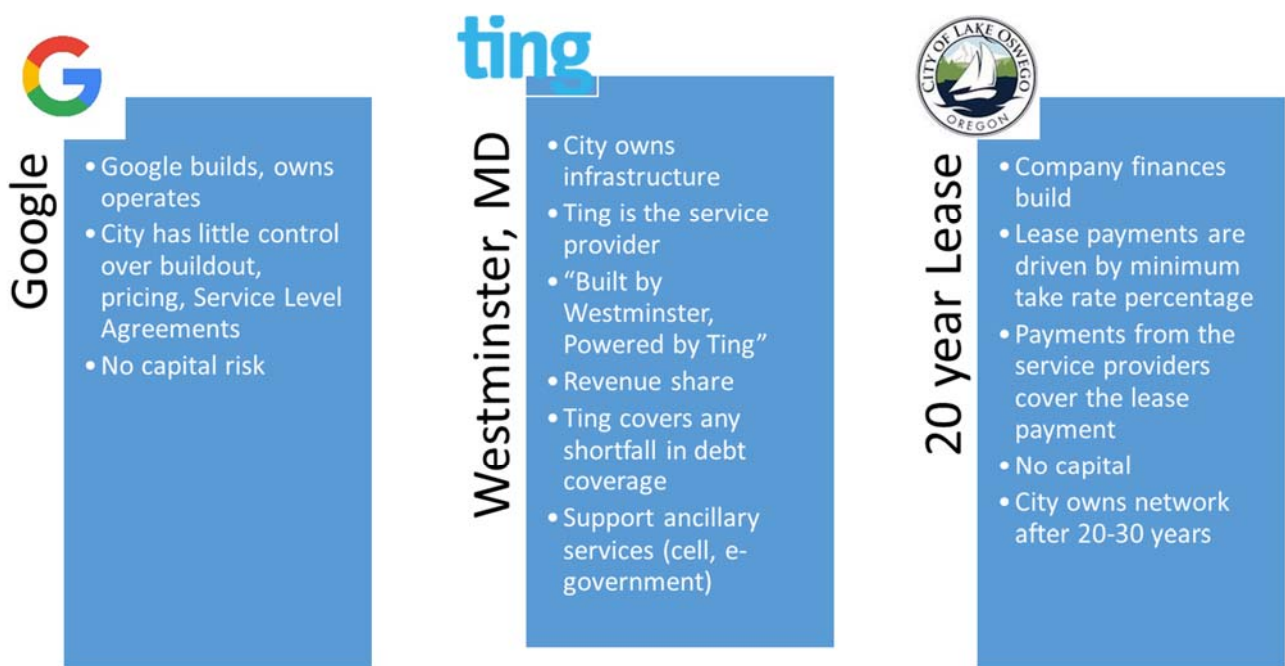 G
Google
• Google builds, owns
operates
• City has little control
over buildout,
pricing, Service Level
Agreements
• No capital risk
ting
Westminster, MD
• City owns
infrastructure
• Ting is the service
provider
• “Built by
Westminster,
Powered by Ting”
• Revenue share
• Ting covers any
shortfall in debt
coverage
• Support ancillary
services (cell, e-
government)
CITY OF LAKE OSWEGO
OREGON
20 year Lease
• Company finances
build
• Lease payments are
driven by minimum
take rate percentage
• Payments from the
service providers
cover the lease
payment
• No capital
• City owns network
after 20-30 years